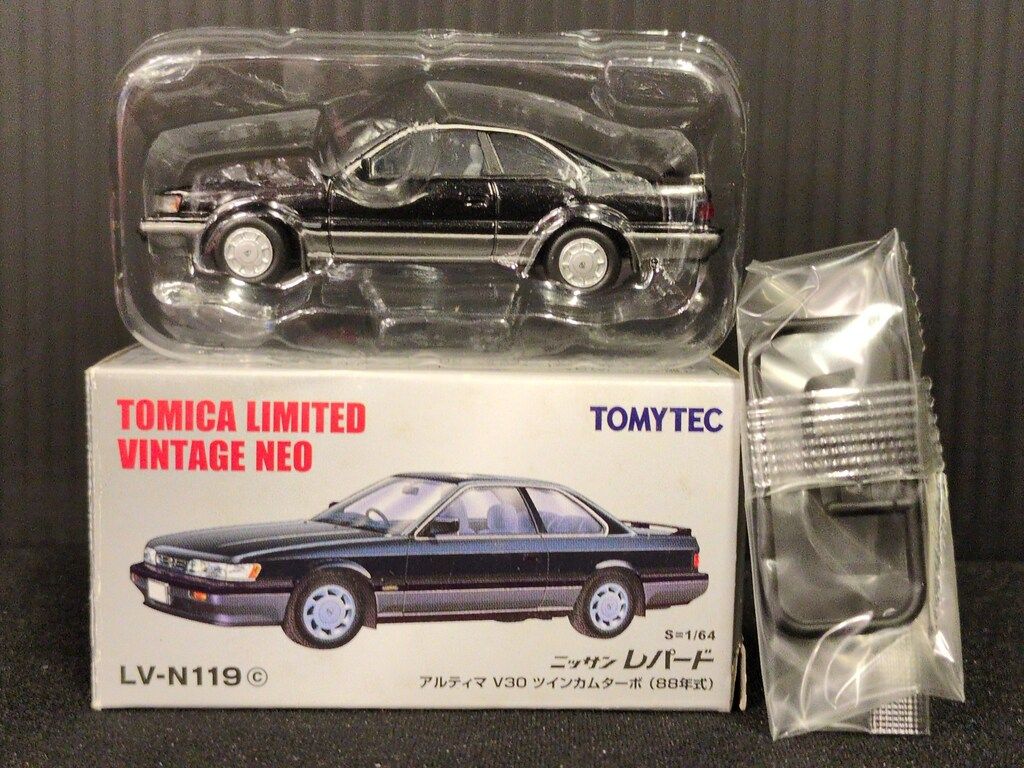 TOMICA LIMITED
VINTAGE NEO
TOMYTEC
S=1/64
LV-N119 ⓒ
ニッサン レパード
アルティマ V30 ツインカムターボ (88年式)